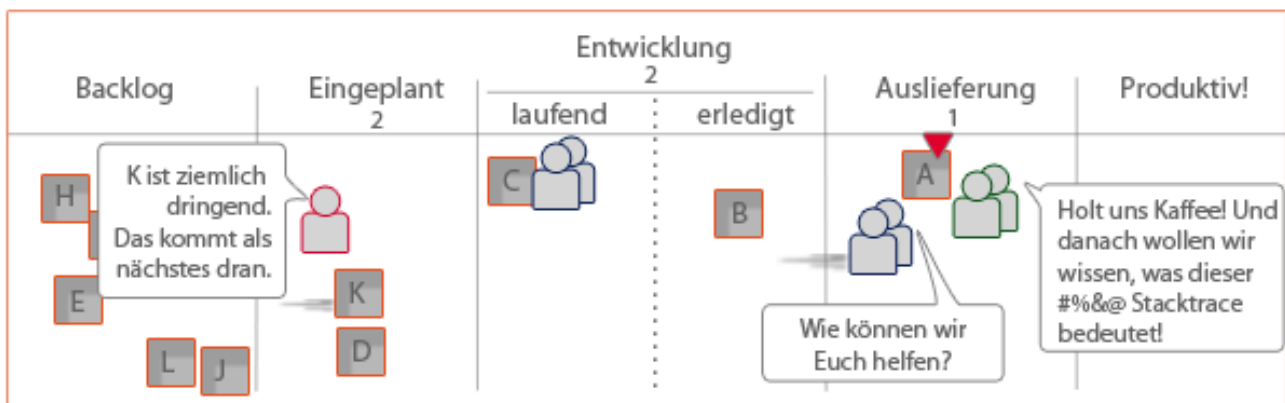 Entwicklung
2
Backlog
Eingeplant
2
laufend
erledigt
Auslieferung
1
Produktiv!
K ist ziemlich
dringend.
Das kommt als
nächstes dran.
H
E
L
J
K
D
C
B
A
Wie können wir
Euch helfen?
Holt uns Kaffee! Und
danach wollen wir
wissen, was dieser
#%&@ Stacktrace
bedeutet!